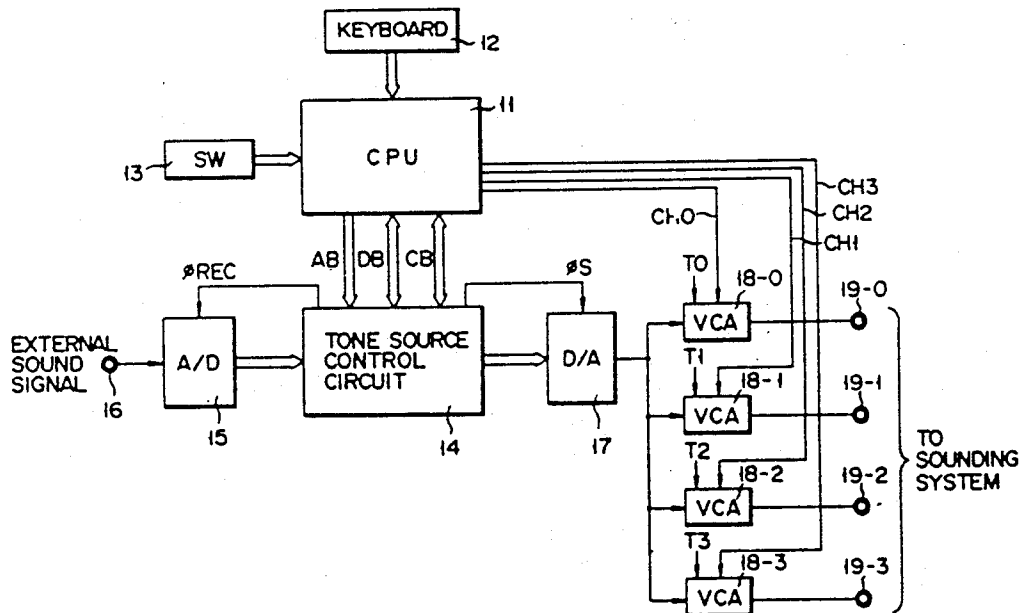 KEYBOARD
12
11
CPU
SW
13
CH3
CH2
CH1
CH.0
AB
DB
CB
øREC
øS
T0
18-0
19-0
VCA
EXTERNAL
SOUND
SIGNAL
16
A/D
15
TONE SOURCE
CONTROL
CIRCUIT
14
D/A
17
T1
18-1
19-1
VCA
T2
18-2
19-2
VCA
T3
18-3
19-3
VCA
TO
SOUNDING
SYSTEM